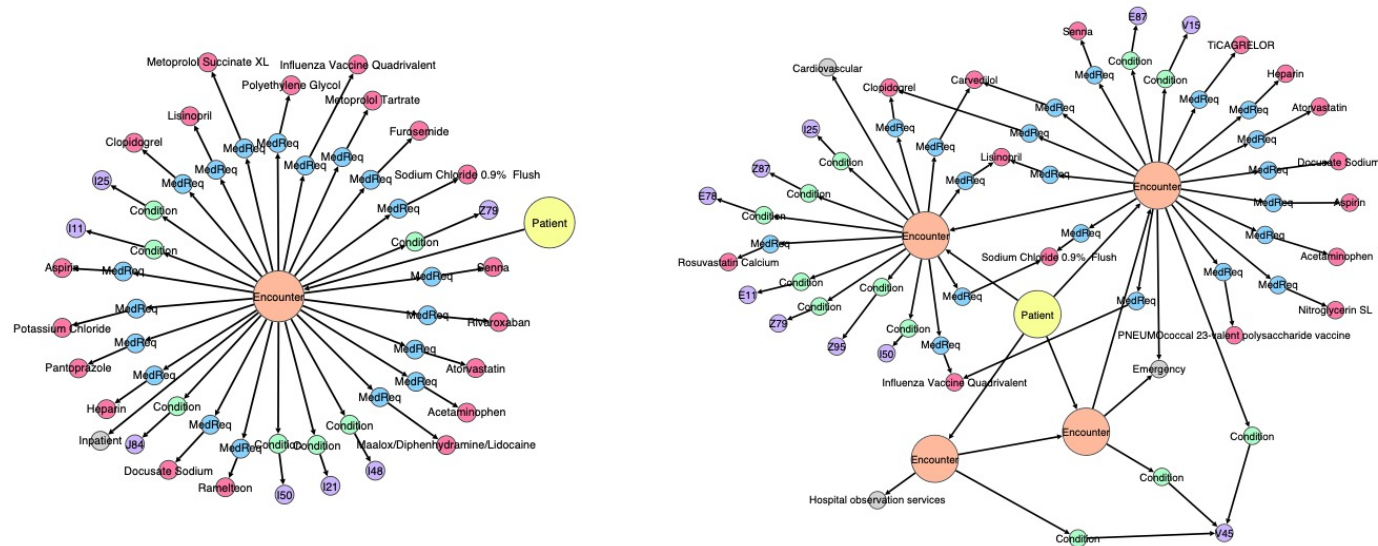 Metoprolol Succinate XL
Influenza Vaccine Quadrivalent
Polyethylene Glycol
Metoprolol Tartrate
Lisinopril
Furosemide
Clopidogrel
MedReq
MedReq
MedReq
MedReq
MedReq
MedReq
MedReq
Sodium Chloride 0.9% Flush
I25
MedReq
Condition
Z79
I11
Condition
Condition
Patient
Aspirin
MedReq
MedReq
Senna
Encounter
MedReq
Potassium Chloride
MedReq
Riveroxaban
MedReq
MedReq
Pantoprazole
Atorvastatin
MedReq
MedReq
MedReq
Heparin
Condition
Acetaminophen
Inpatient
J84
MedReq
Condition
MedReq
Condition
Condition
Maalox/Diphenhydramine/Lidocaine
Docusate Sodium
I48
Ramelteon
I50
I21
E87
V15
Senna
TiCAGRELOR
Condition
Cardiovascular
MedReq
Condition
Heparin
Clopidogrel
Carvedilol
MedReq
MedReq
MedReq
Atorvastatin
I25
MedReq
MedReq
MedReq
MedReq
Z87
Condition
Lisinopril
MedReq
Docusate Sodium
MedReq
MedReq
E78
Condition
Encounter
Condition
MedReq
Aspirin
Encounter
MedReq
MedReq
MedReq
Rosuvastatin Calcium
Sodium Chloride 0.9% Flush
Acetaminophen
MedReq
E11
Condition
Condition
MedReq
MedReq
Z79
Condition
MedReq
Nitroglycerin SL
Patient
Z95
Condition
I50
MedReq
PNEUMOcoccal 23-valent polysaccharide vaccine
Influenza Vaccine Quadrivalent
Emergency
Encounter
Condition
Encounter
Condition
Hospital observation services
V45
Condition